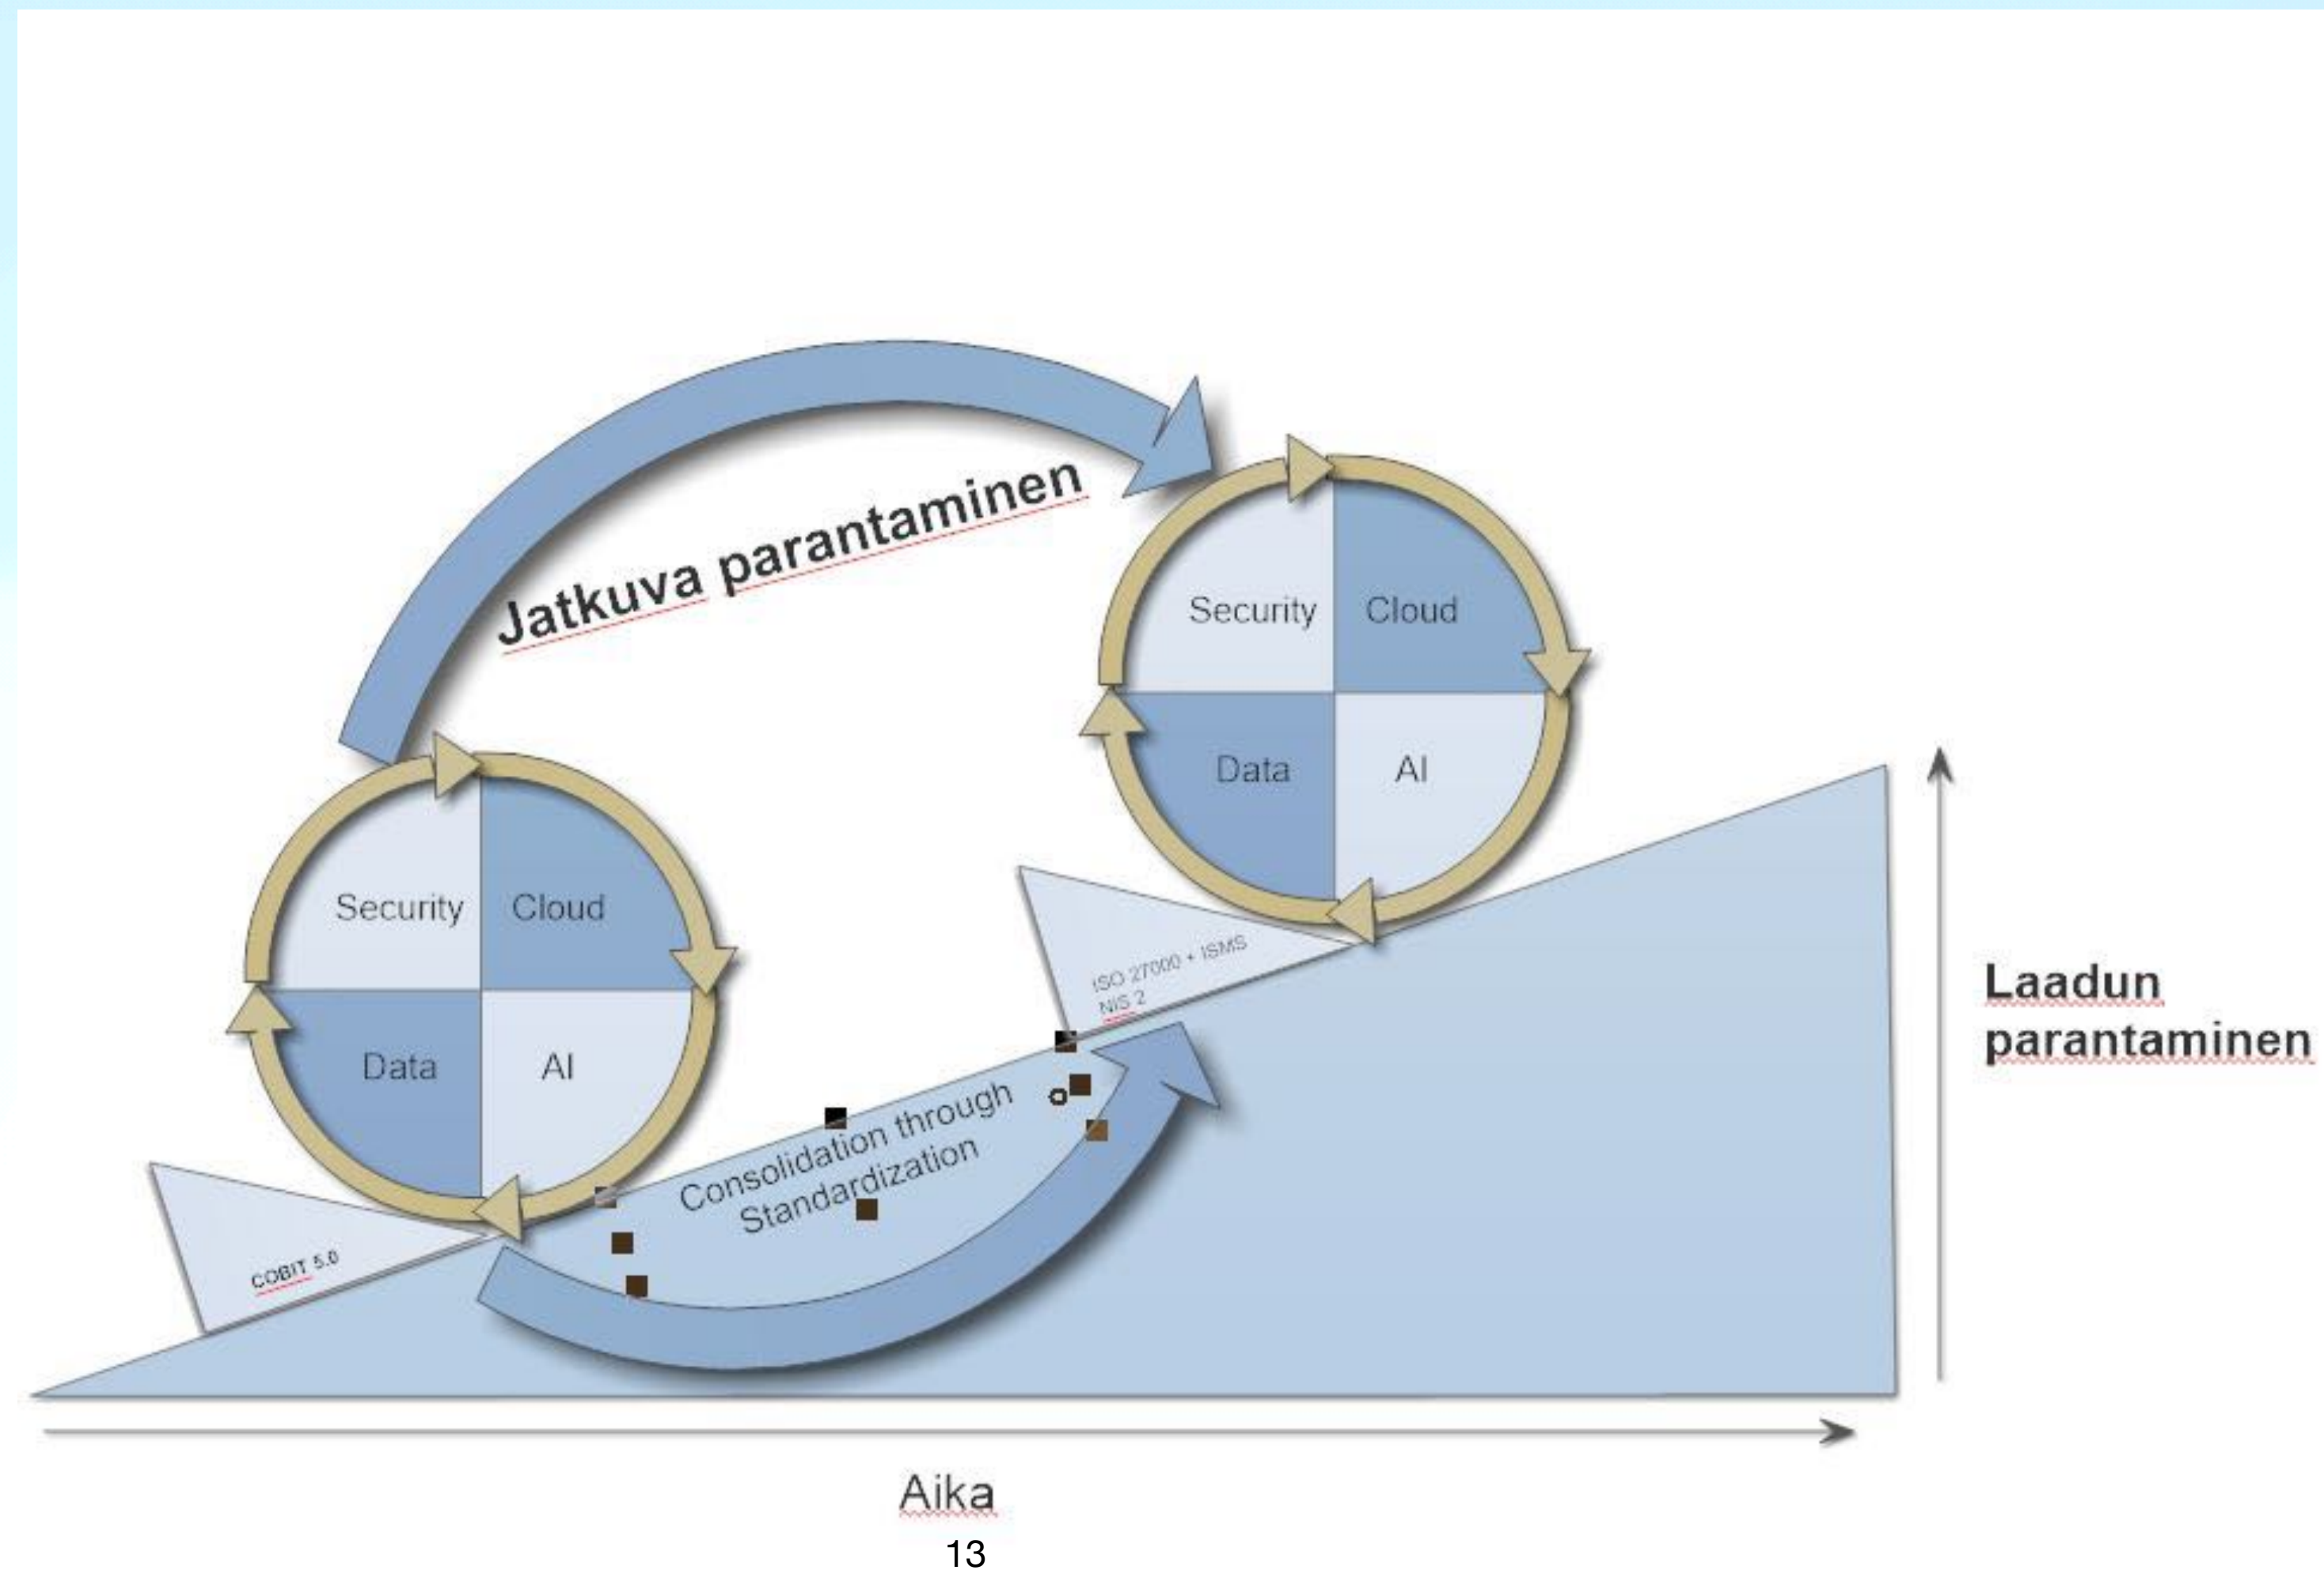 Jatkuva parantaminen
Security
Cloud
Data
AI
Security
Cloud
Data
AI
ISO 27000 + ISMS
NIS 2
COBIT 5.0
Consolidation through
Standardization
Laadun
parantaminen
Aika
13